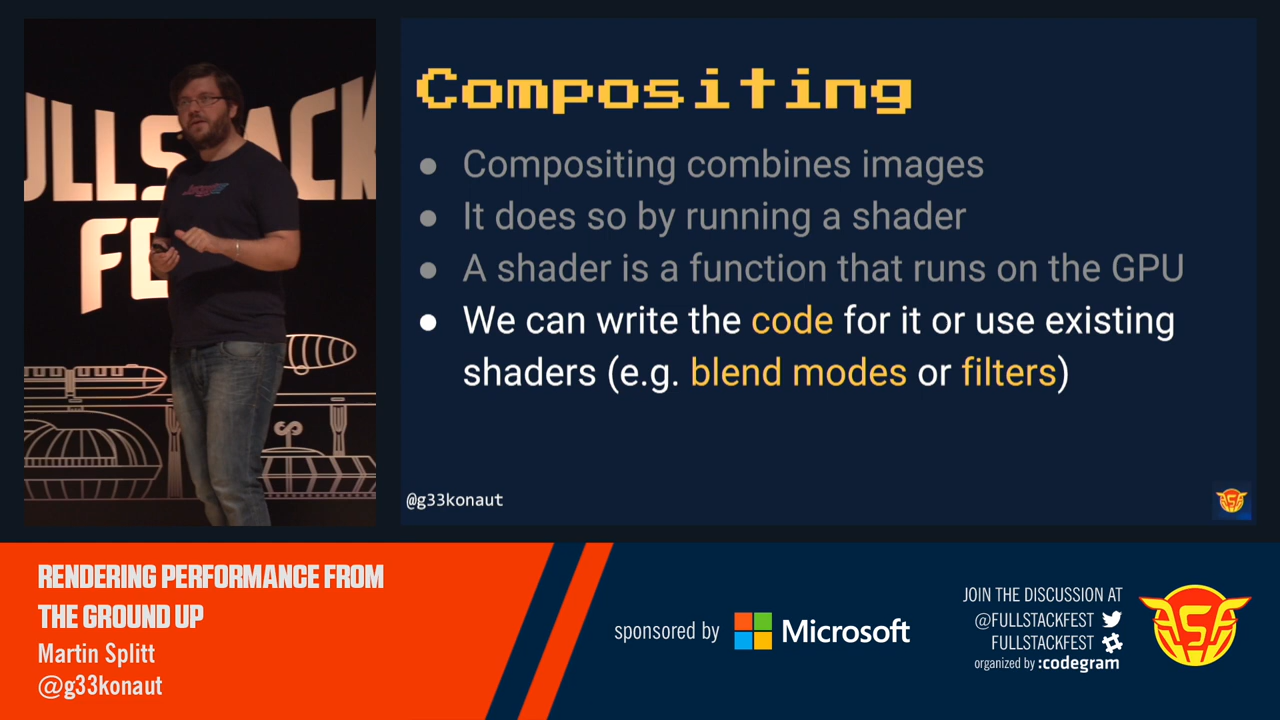 FULLSTACK
FE
Compositing
● Compositing combines images
● It does so by running a shader
● A shader is a function that runs on the GPU
● We can write the code for it or use existing
shaders (e.g. blend modes or filters)
@g33konaut
RENDERING PERFORMANCE FROM
THE GROUND UP
Martin Splitt
@g33konaut
sponsored by Microsoft
JOIN THE DISCUSSION AT
@FULLSTACKFEST
FULLSTACKFEST
organized by :codegram